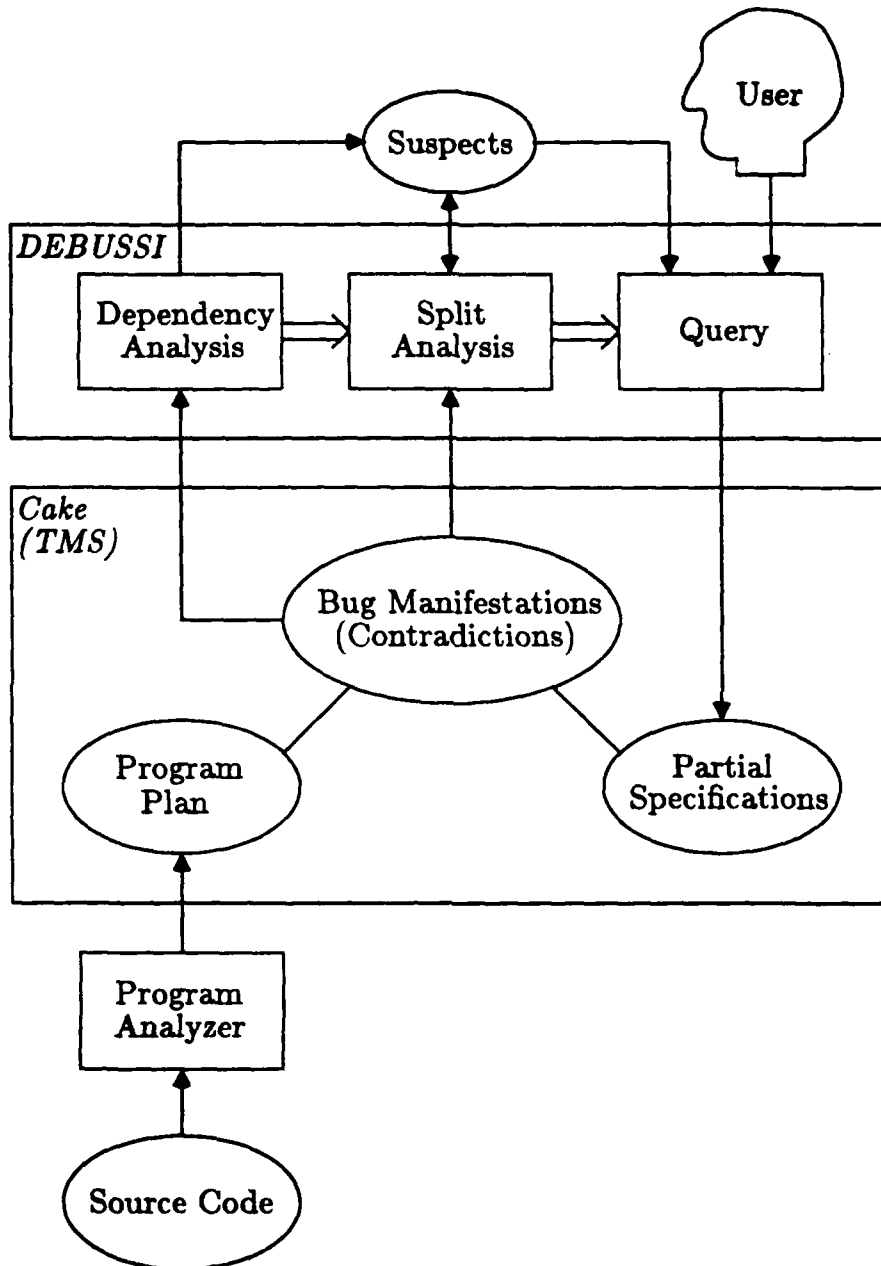 User
Suspects
DEBUSSI
Dependency
Analysis
Split
Analysis
Query
Cake
(TMS)
Bug Manifestations
(Contradictions)
Program
Plan
Partial
Specifications
Program
Analyzer
Source Code